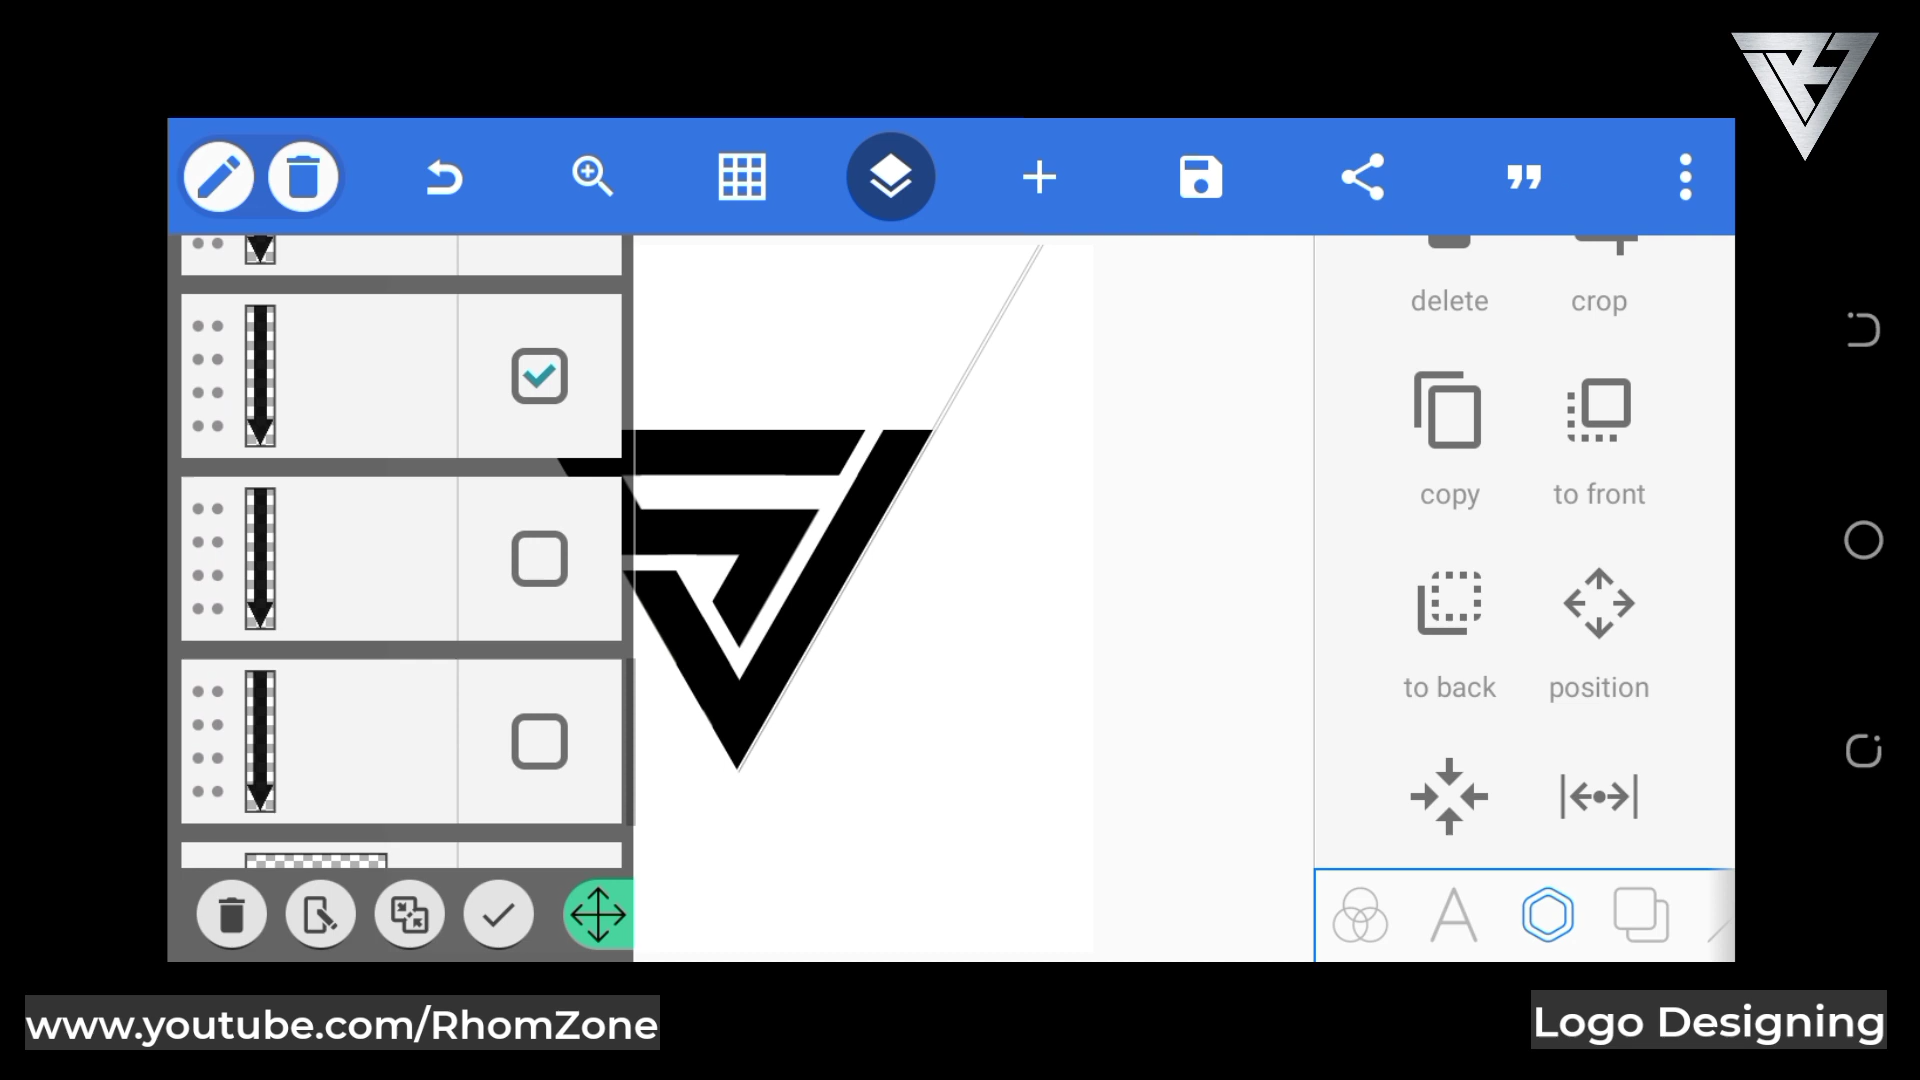 delete crop
copy to front
to back position
www.youtube.com/RhomZone
Logo Designing